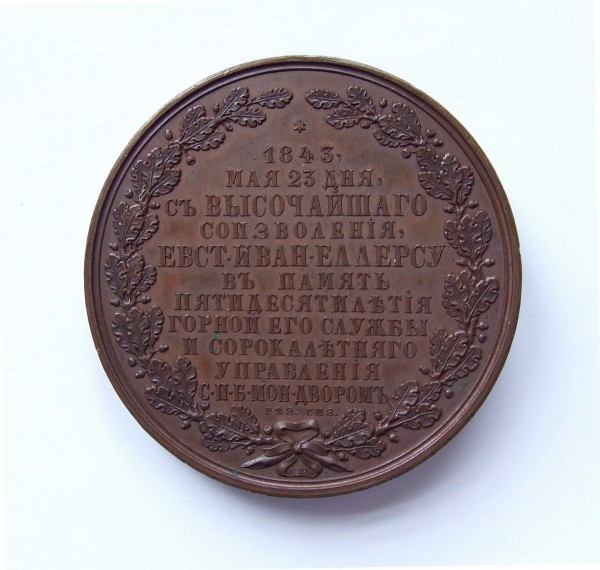 1843,
МАЯ 23 ДНЯ,
СЪ ВЫСОЧАЙШАГО
СОИЗВОЛЕНІЯ,
ЕВСТ·ИВАН·ЕЛЛЕРСУ
ВЪ ПАМЯТЬ
ПЯТИДЕСЯТИЛѢТІЯ
ГОРНОЙ ЕГО СЛУЖБЫ
И СОРОКАЛѢТНЯГО
УПРАВЛЕНІЯ
С·П·Б·МОН·ДВОРОМЪ
РѢЗ.